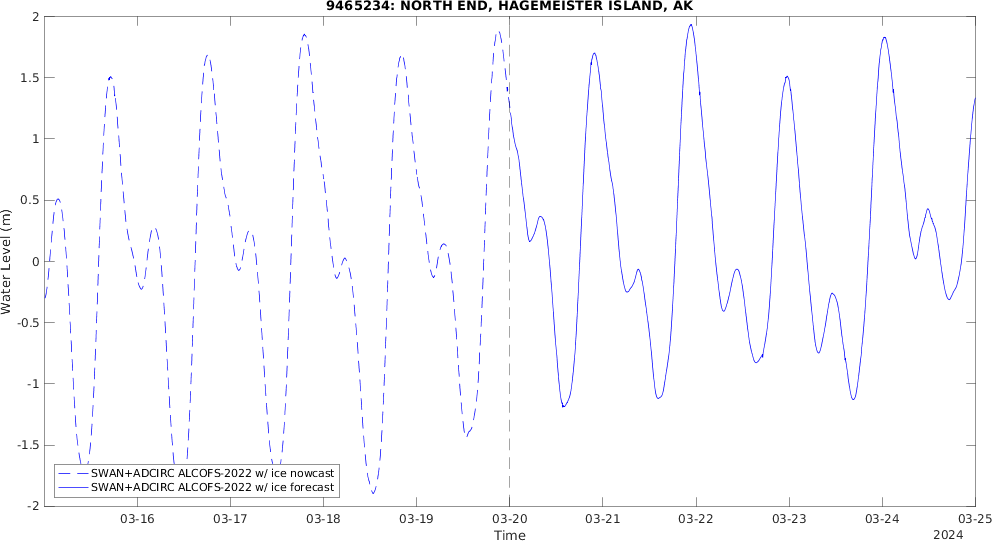 9465234: NORTH END, HAGEMEISTER ISLAND, AK
2
1.5
1
0.5
0
-0.5
-1
-1.5
-2
Water Level (m)
SWAN+ADCIRC ALCOFS-2022 w/ ice nowcast
SWAN+ADCIRC ALCOFS-2022 w/ ice forecast
03-16 03-17 03-18 03-19 03-20 03-21 03-22 03-23 03-24 03-25
Time
2024